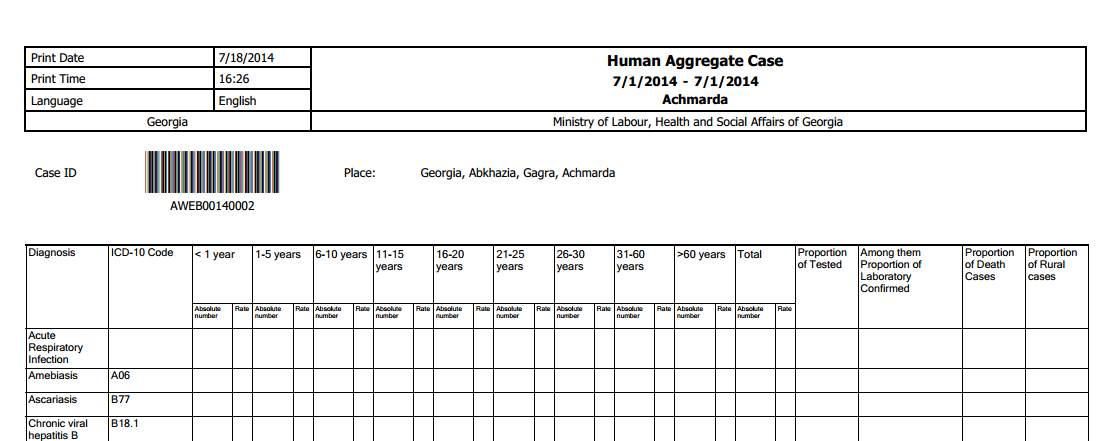 Print Date 7/18/2014
Print Time 16:26
Language English
Human Aggregate Case
7/1/2014 - 7/1/2014
Achmarda
Georgia
Ministry of Labour, Health and Social Affairs of Georgia
Case ID
AWEB00140002
Place: Georgia, Abkhazia, Gagra, Achmarda
Diagnosis ICD-10 Code < 1 year 1-5 years 6-10 years 11-15 years 16-20 years 21-25 years 26-30 years 31-60 years >60 years Total Proportion of Tested Among them Proportion of Laboratory Confirmed Proportion of Death Cases Proportion of Rural cases
Absolute number Rate Absolute number Rate Absolute number Rate Absolute number Rate Absolute number Rate Absolute number Rate Absolute number Rate Absolute number Rate Absolute number Rate Absolute number Rate
Acute
Respiratory
Infection
Amebiasis A06
Ascariasis B77
Chronic viral B18.1
hepatitis B